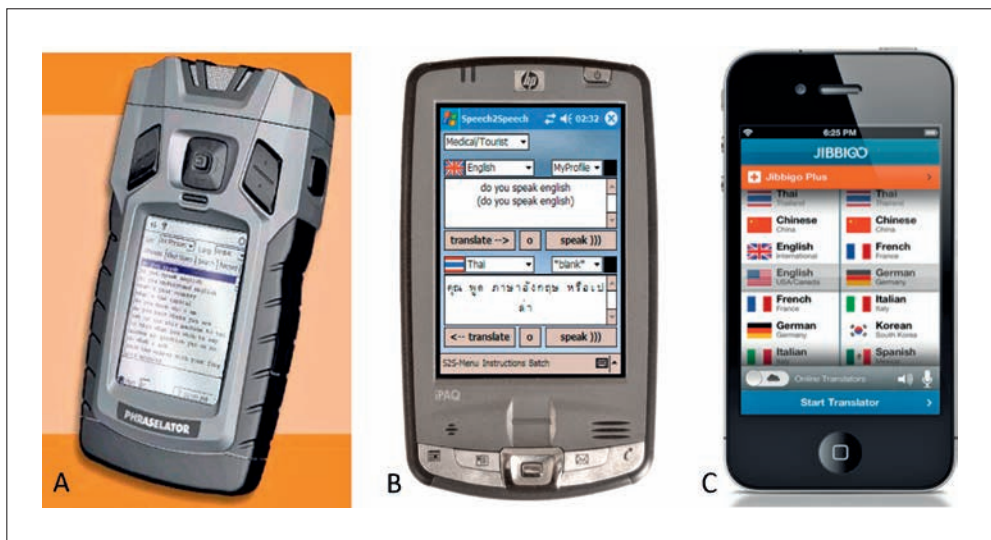 PHRASELATOR
A
hp
Speech2Speech 02:32
Medical/Tourist
English MyProfile
do you speak english
(do you speak english)
translate --> o speak )))
Thai "blank"
คุณ พูด ภาษาอังกฤษ หรือเป
ล่า
<-- translate o speak )))
S2S-Menu Instructions Batch
iPAQ
B
6:25 PM
JIBBIGO
Jibbigo Plus
Thai Thai
Thailand Thailand
Chinese Chinese
China China
English French
International France
English German
USA/Canada Germany
French Italian
France Italy
German Korean
Germany South Korea
Italian Spanish
Online Translators
Start Translator
C